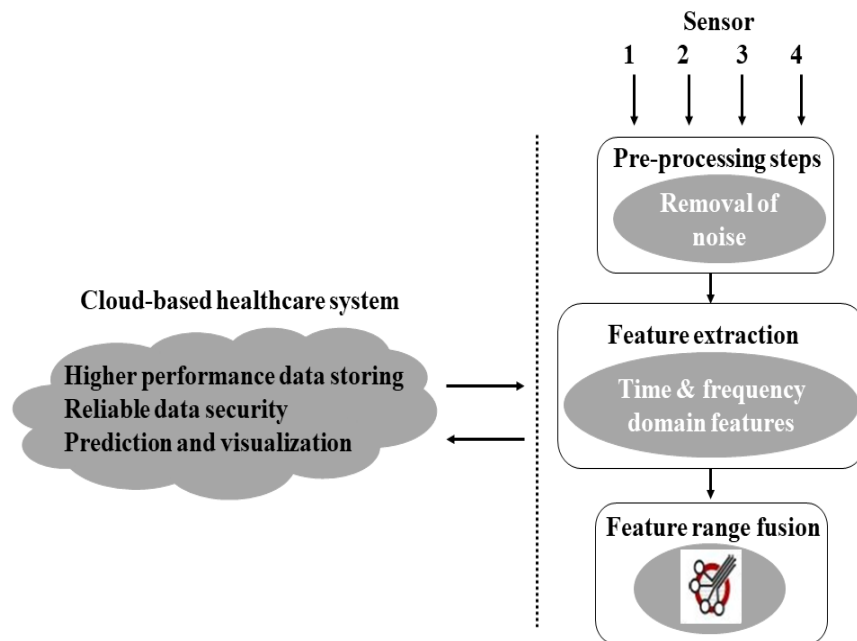 Sensor
1 2 3 4
Pre-processing steps
Removal of
noise
Cloud-based healthcare system
Higher performance data storing
Reliable data security
Prediction and visualization
Feature extraction
Time & frequency
domain features
Feature range fusion